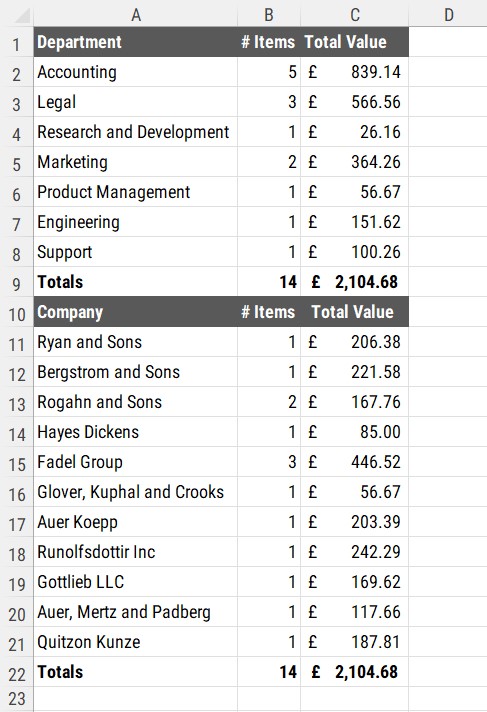 A B C D
1 Department # Items Total Value
2 Accounting 5 £ 839.14
3 Legal 3 £ 566.56
4 Research and Development 1 £ 26.16
5 Marketing 2 £ 364.26
6 Product Management 1 £ 56.67
7 Engineering 1 £ 151.62
8 Support 1 £ 100.26
9 Totals 14 £ 2,104.68
10 Company # Items Total Value
11 Ryan and Sons 1 £ 206.38
12 Bergstrom and Sons 1 £ 221.58
13 Rogahn and Sons 2 £ 167.76
14 Hayes Dickens 1 £ 85.00
15 Fadel Group 3 £ 446.52
16 Glover, Kuphal and Crooks 1 £ 56.67
17 Auer Koepp 1 £ 203.39
18 Runolfsdottir Inc 1 £ 242.29
19 Gottlieb LLC 1 £ 169.62
20 Auer, Mertz and Padberg 1 £ 117.66
21 Quitzon Kunze 1 £ 187.81
22 Totals 14 £ 2,104.68
23